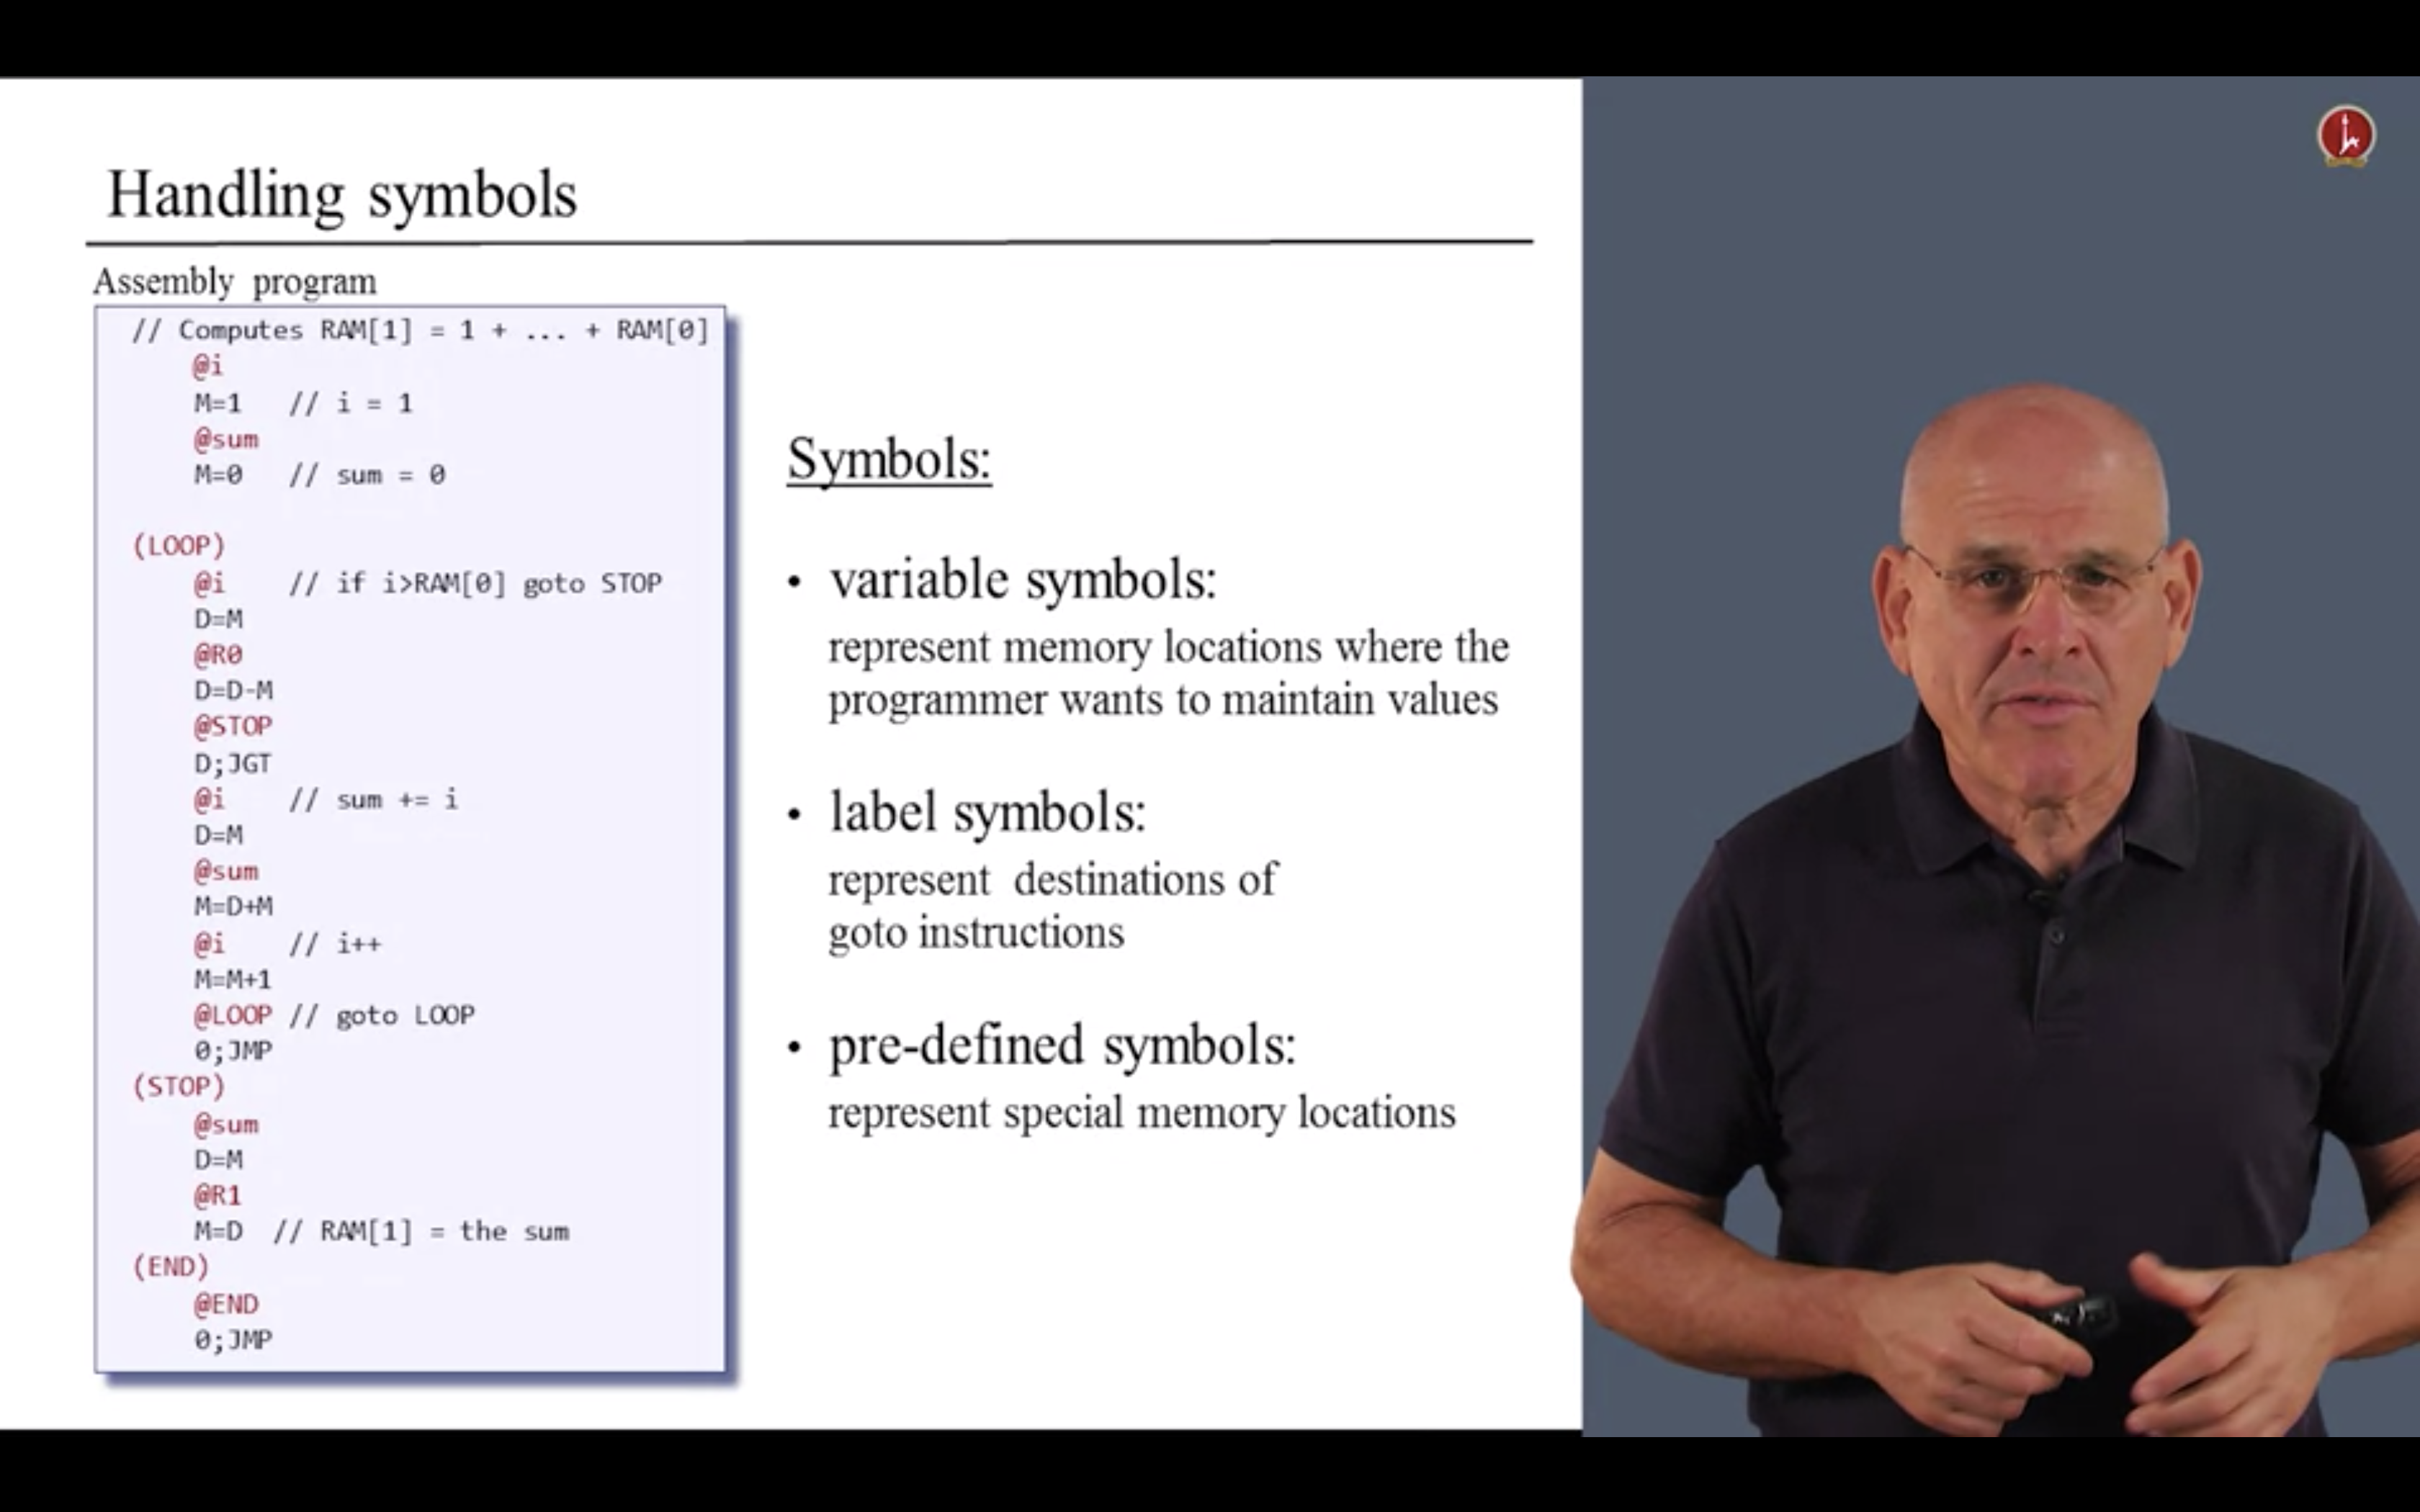 Handling symbols
Assembly program
// Computes RAM[1] = 1 + ... + RAM[0]
@i
M=1 // i = 1
@sum
M=0 // sum = 0
(LOOP)
@i // if i>RAM[0] goto STOP
D=M
@R0
D=D-M
@STOP
D;JGT
@i // sum += i
D=M
@sum
M=D+M
@i // i++
M=M+1
@LOOP // goto LOOP
0;JMP
(STOP)
@sum
D=M
@R1
M=D // RAM[1] = the sum
(END)
@END
0;JMP
Symbols:
• variable symbols:
represent memory locations where the
programmer wants to maintain values
• label symbols:
represent destinations of
goto instructions
• pre-defined symbols:
represent special memory locations